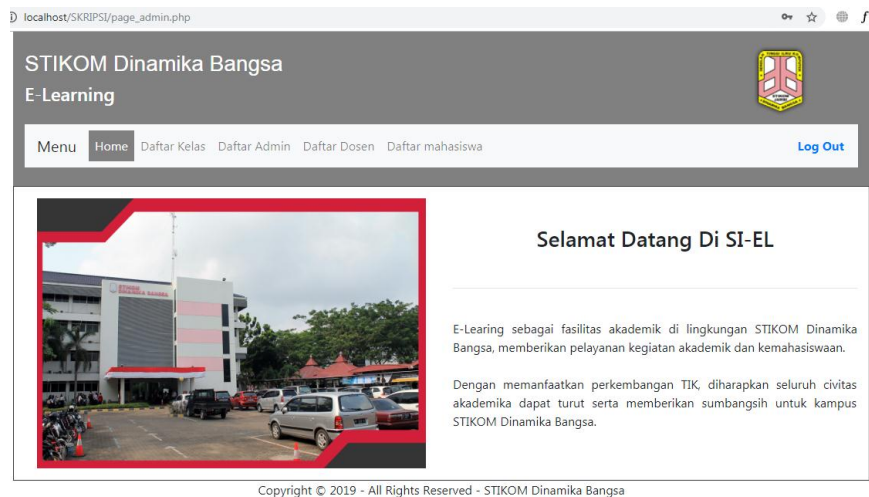 localhost/SKRIPSI/page_admin.php
STIKOM Dinamika Bangsa
E-Learning
Menu Home Daftar Kelas Daftar Admin Daftar Dosen Daftar mahasiswa Log Out
Selamat Datang Di SI-EL
E-Learing sebagai fasilitas akademik di lingkungan STIKOM Dinamika
Bangsa, memberikan pelayanan kegiatan akademik dan kemahasiswaan.
Dengan memanfaatkan perkembangan TIK, diharapkan seluruh civitas
akademika dapat turut serta memberikan sumbangsih untuk kampus
STIKOM Dinamika Bangsa.
Copyright © 2019 - All Rights Reserved - STIKOM Dinamika Bangsa